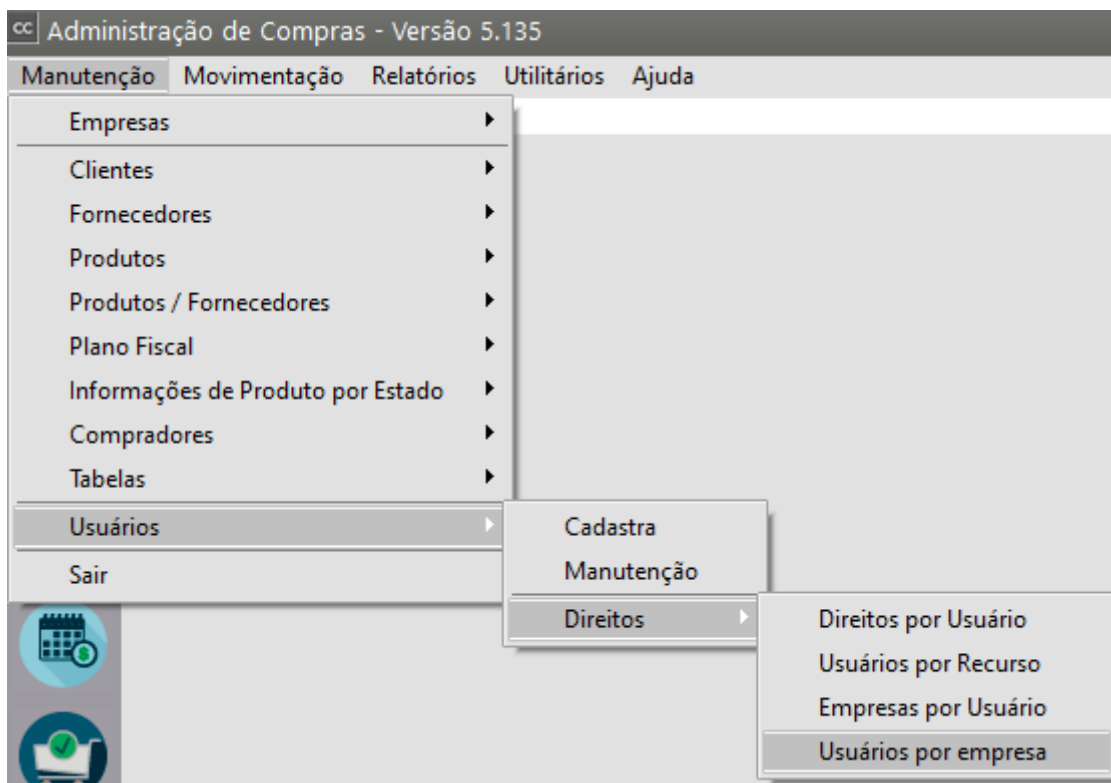 cc Administração de Compras - Versão 5.135
Manutenção Movimentação Relatórios Utilitários Ajuda
Empresas
Clientes
Fornecedores
Produtos
Produtos / Fornecedores
Plano Fiscal
Informações de Produto por Estado
Compradores
Tabelas
Usuários
Sair
Cadastra
Manutenção
Direitos
Direitos por Usuário
Usuários por Recurso
Empresas por Usuário
Usuários por empresa